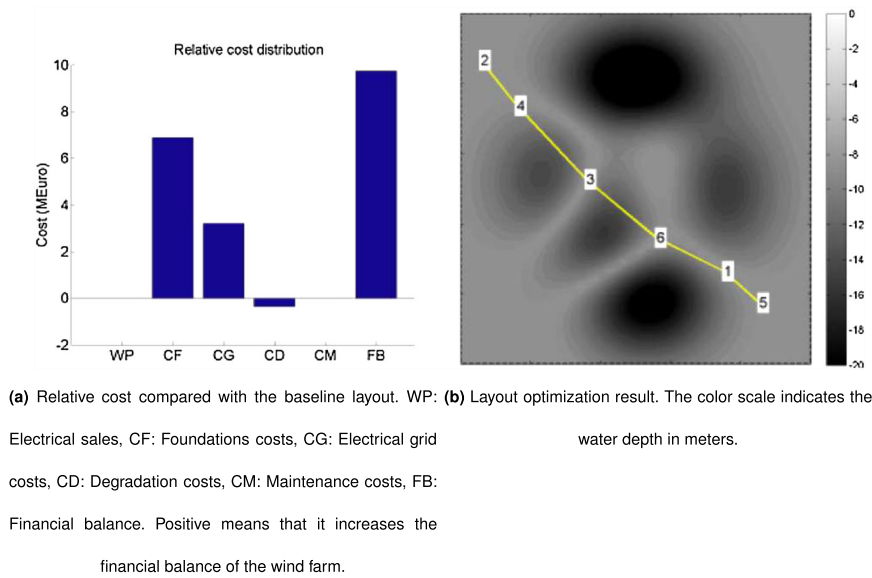 Relative cost distribution
Cost (MEuro)
10
8
6
4
2
0
-2
WP CF CG CD CM FB
2
4
3
6
1
5
0
-2
-4
-6
-8
-10
-12
-14
-16
-18
-20
(a) Relative cost compared with the baseline layout. WP:
Electrical sales, CF: Foundations costs, CG: Electrical grid
costs, CD: Degradation costs, CM: Maintenance costs, FB:
Financial balance. Positive means that it increases the
financial balance of the wind farm.
(b) Layout optimization result. The color scale indicates the
water depth in meters.